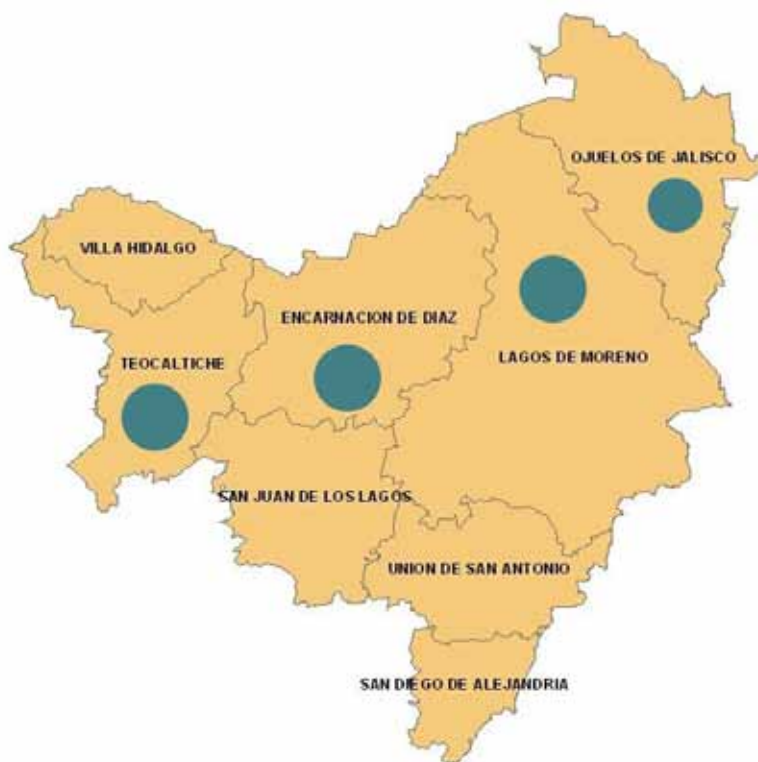 OJUELOS DE JALISCO
VILLA HIDALGO
ENCARNACION DE DIAZ
LAGOS DE MORENO
TEOCALTICHE
SAN JUAN DE LOS LAGOS
UNION DE SAN ANTONIO
SAN DIEGO DE ALEJANDRIA